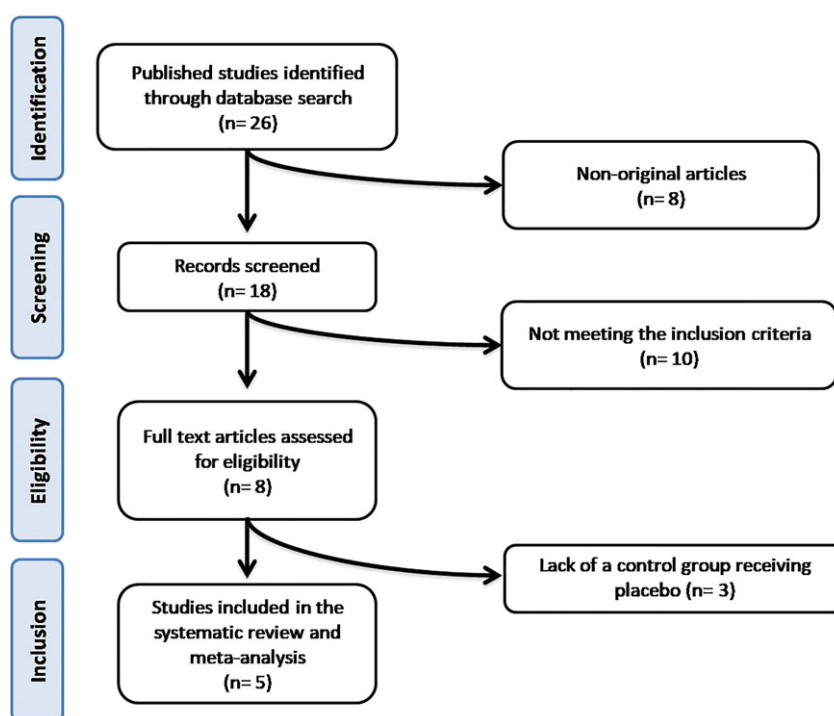 Identification
Published studies identified
through database search
(n= 26)
Non-original articles
(n= 8)
Screening
Records screened
(n= 18)
Not meeting the inclusion criteria
(n= 10)
Eligibility
Full text articles assessed
for eligibility
(n= 8)
Lack of a control group receiving
placebo (n= 3)
Inclusion
Studies included in the
systematic review and
meta-analysis
(n= 5)